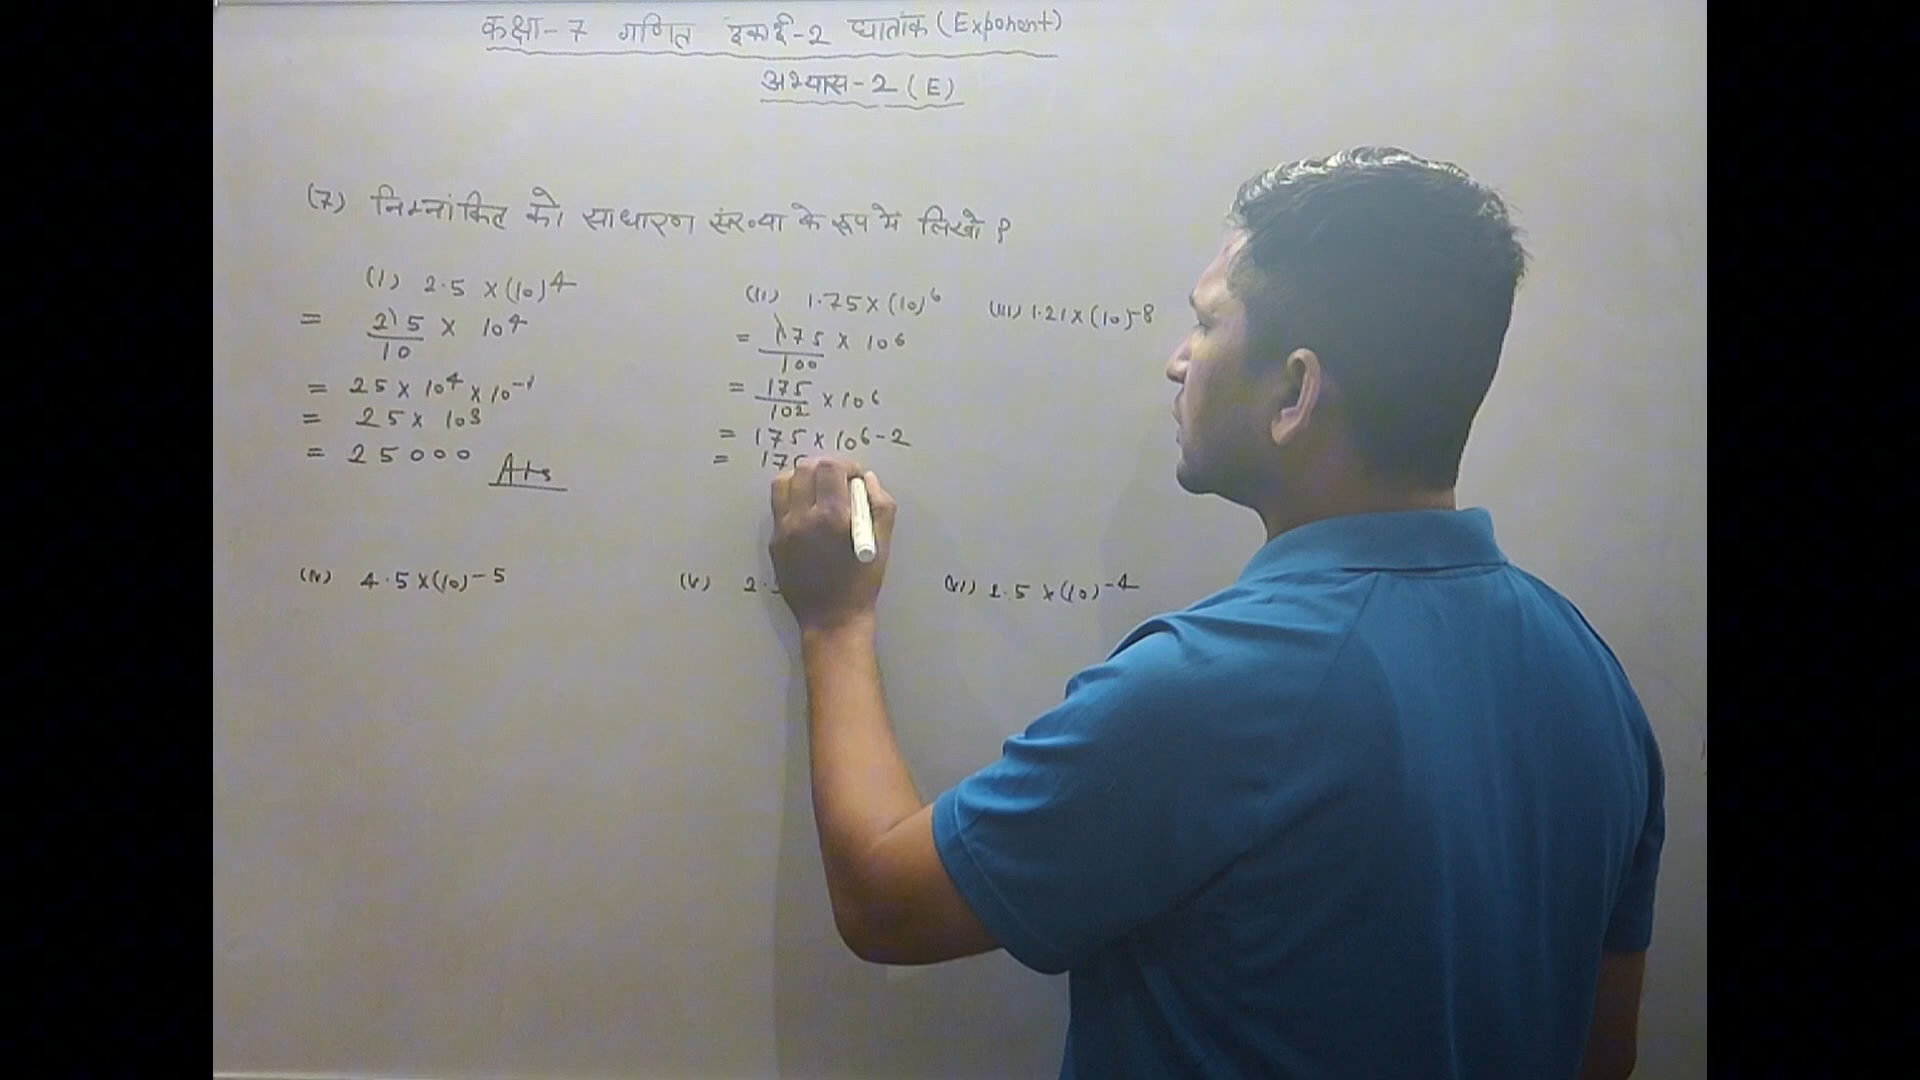 कक्षा-7 गणित इकाई-2 घातांक (Exponent)
अभ्यास-2 (E)
(7) निम्नांकित को साधारण संख्या के रूप में लिखो ?
(i) 2.5 × (10)⁴
= 25/10 × 10⁴
= 25 × 10⁴ × 10⁻¹
= 25 × 10³
= 25000 Ans
(ii) 1.75 × (10)⁶
= 175/100 × 10⁶
= 175/10² × 10⁶
= 175 × 10⁶⁻²
= 175
(iii) 1.21 × (10)⁻⁸
(iv) 4.5 × (10)⁻⁵
(v) 2.
(vi) 2.5 × (10)⁻⁴